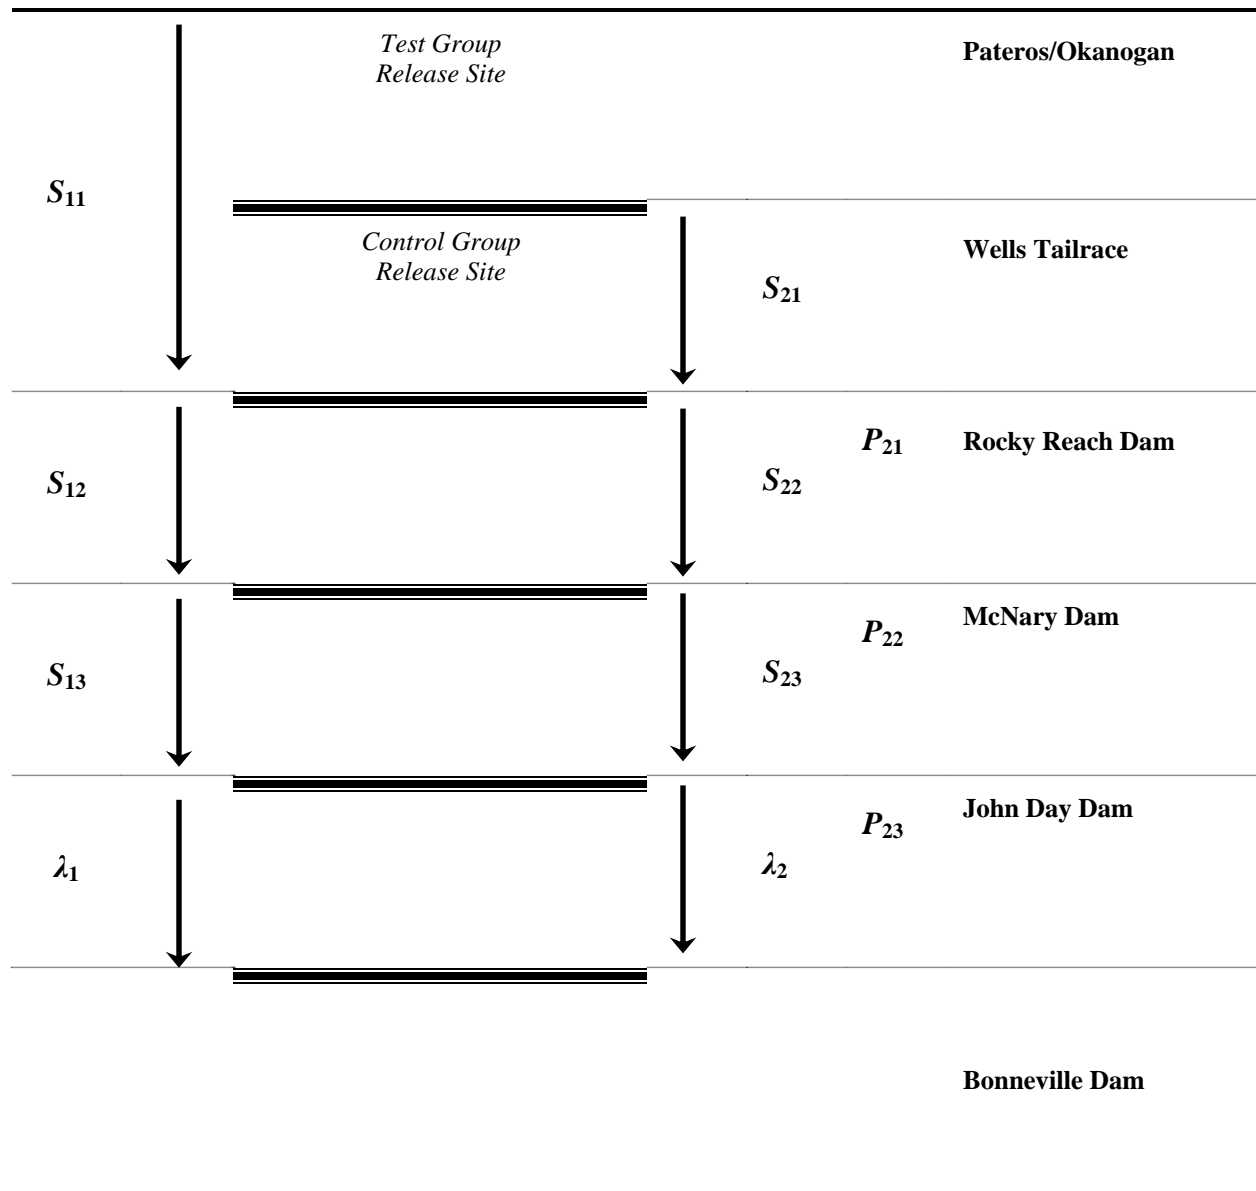 Test Group
Release Site
Pateros/Okanogan
S11
Control Group
Release Site
Wells Tailrace
S21
P21
Rocky Reach Dam
S12
S22
McNary Dam
P22
S13
S23
John Day Dam
P23
λ1
λ2
Bonneville Dam